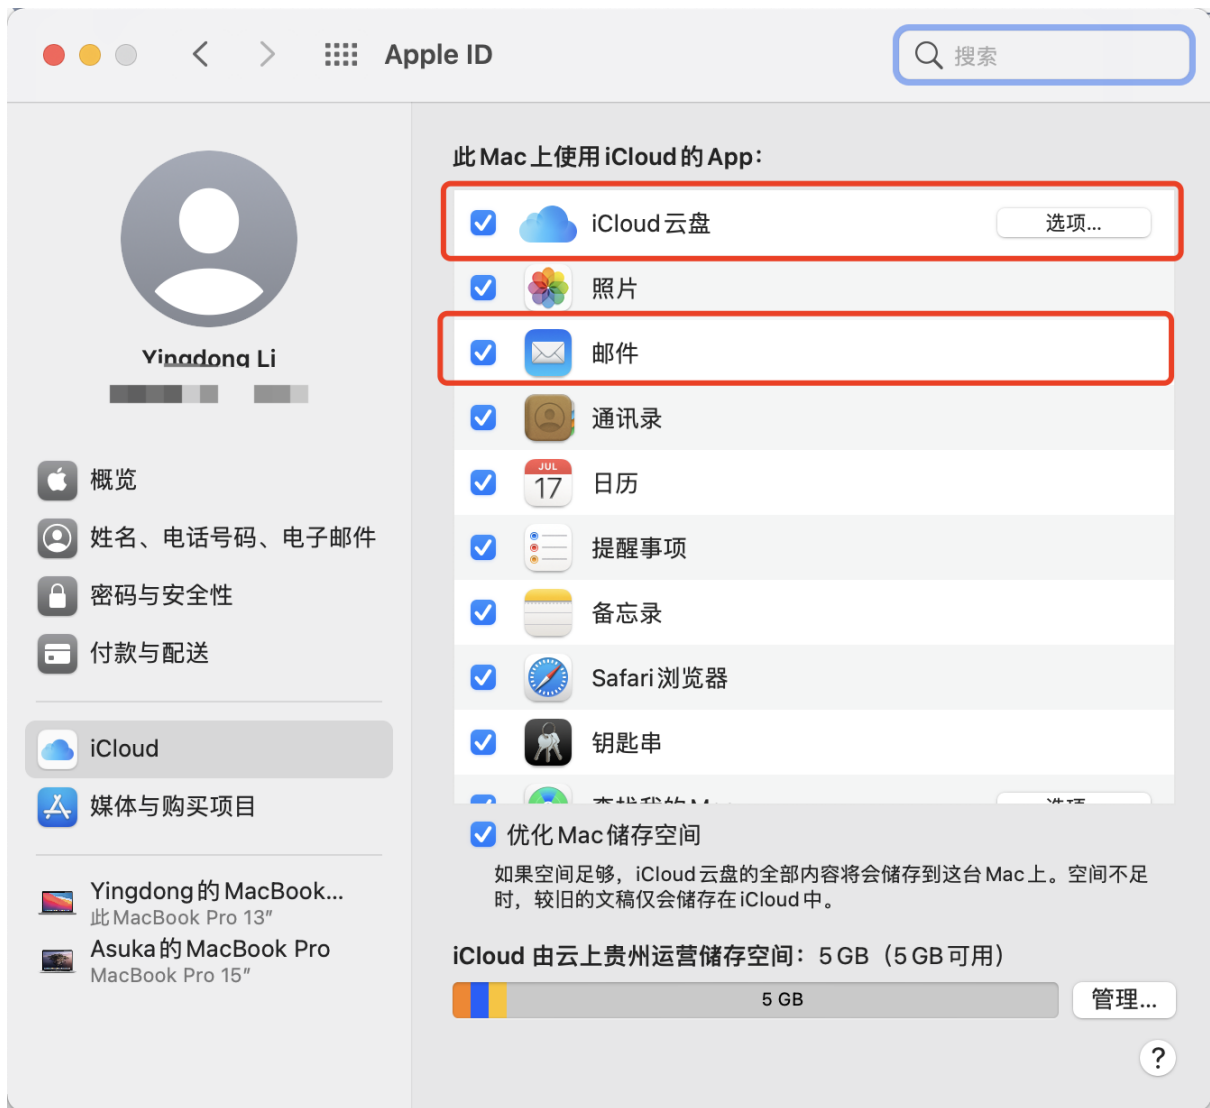 Apple ID
搜索
此Mac上使用iCloud的App：
iCloud云盘
选项...
照片
邮件
通讯录
JUL
17
日历
提醒事项
备忘录
Safari浏览器
钥匙串
查找我的Mac
选项
优化Mac储存空间
如果空间足够，iCloud云盘的全部内容将会储存到这台Mac上。空间不足
时，较旧的文稿仅会储存在iCloud中。
iCloud 由云上贵州运营储存空间：5 GB（5 GB可用）
5 GB
管理...
?
Yingdong Li
概览
姓名、电话号码、电子邮件
密码与安全性
付款与配送
iCloud
媒体与购买项目
Yingdong的MacBook...
此MacBook Pro 13"
Asuka的MacBook Pro
MacBook Pro 15"